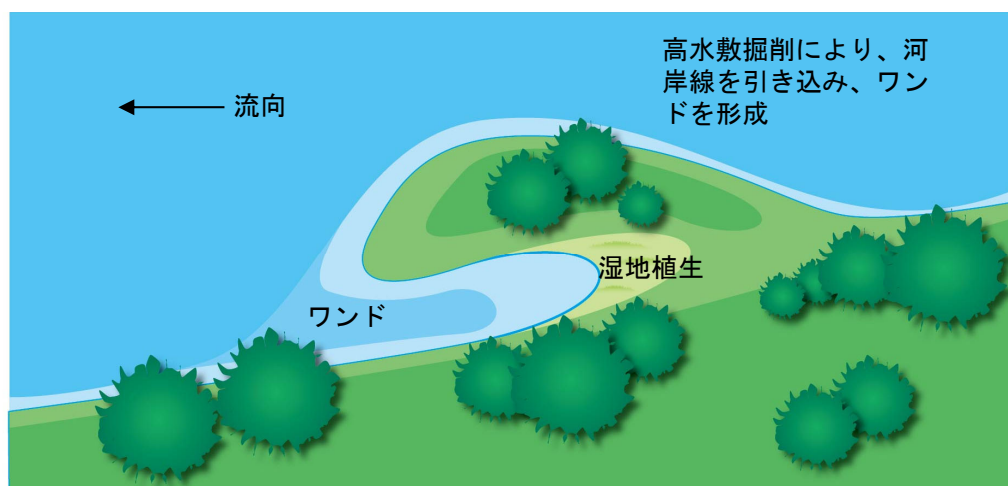 高水敷掘削により、河
岸線を引き込み、ワン
ドを形成
流向
湿地植生
ワンド